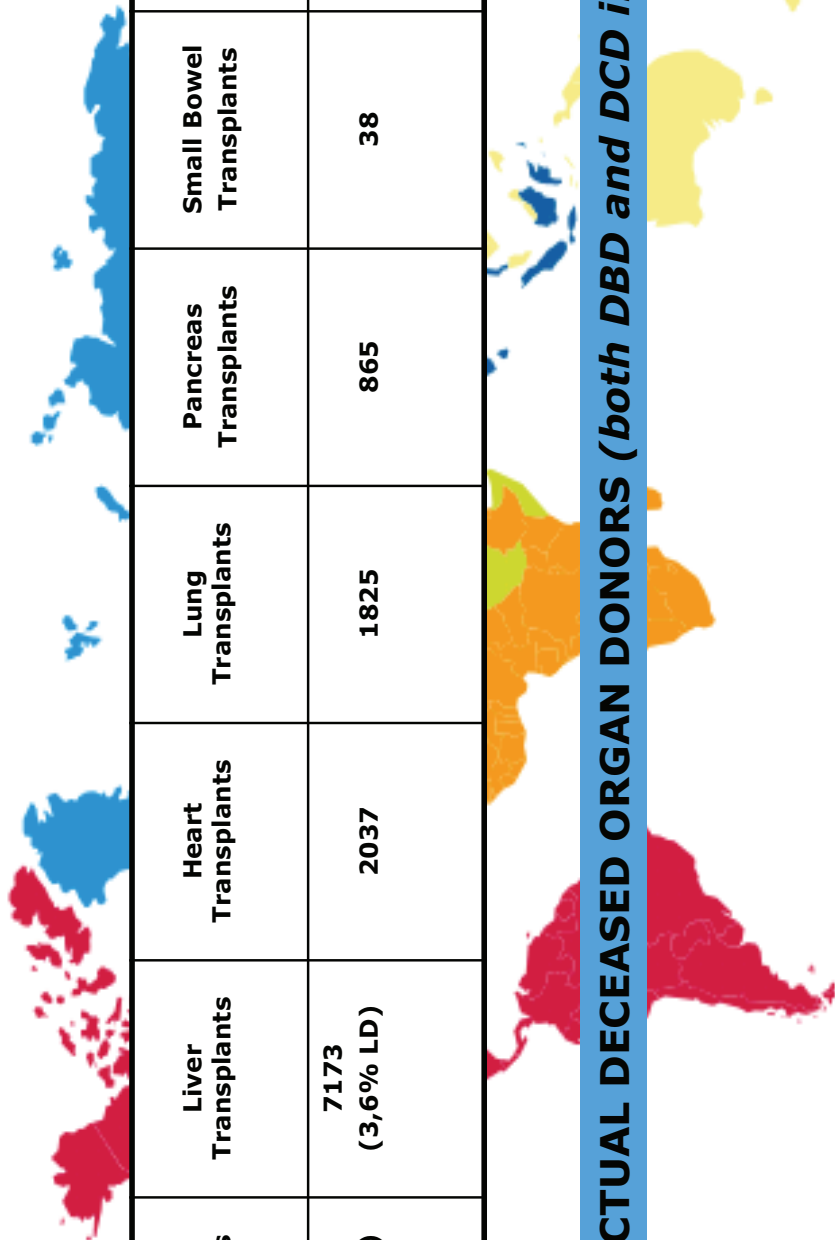 Liver
Transplants
Heart
Transplants
Lung
Transplants
Pancreas
Transplants
Small Bowel
Transplants
7173
(3,6% LD)
2037
1825
865
38
CTUAL DECEASED ORGAN DONORS (both DBD and DCD i